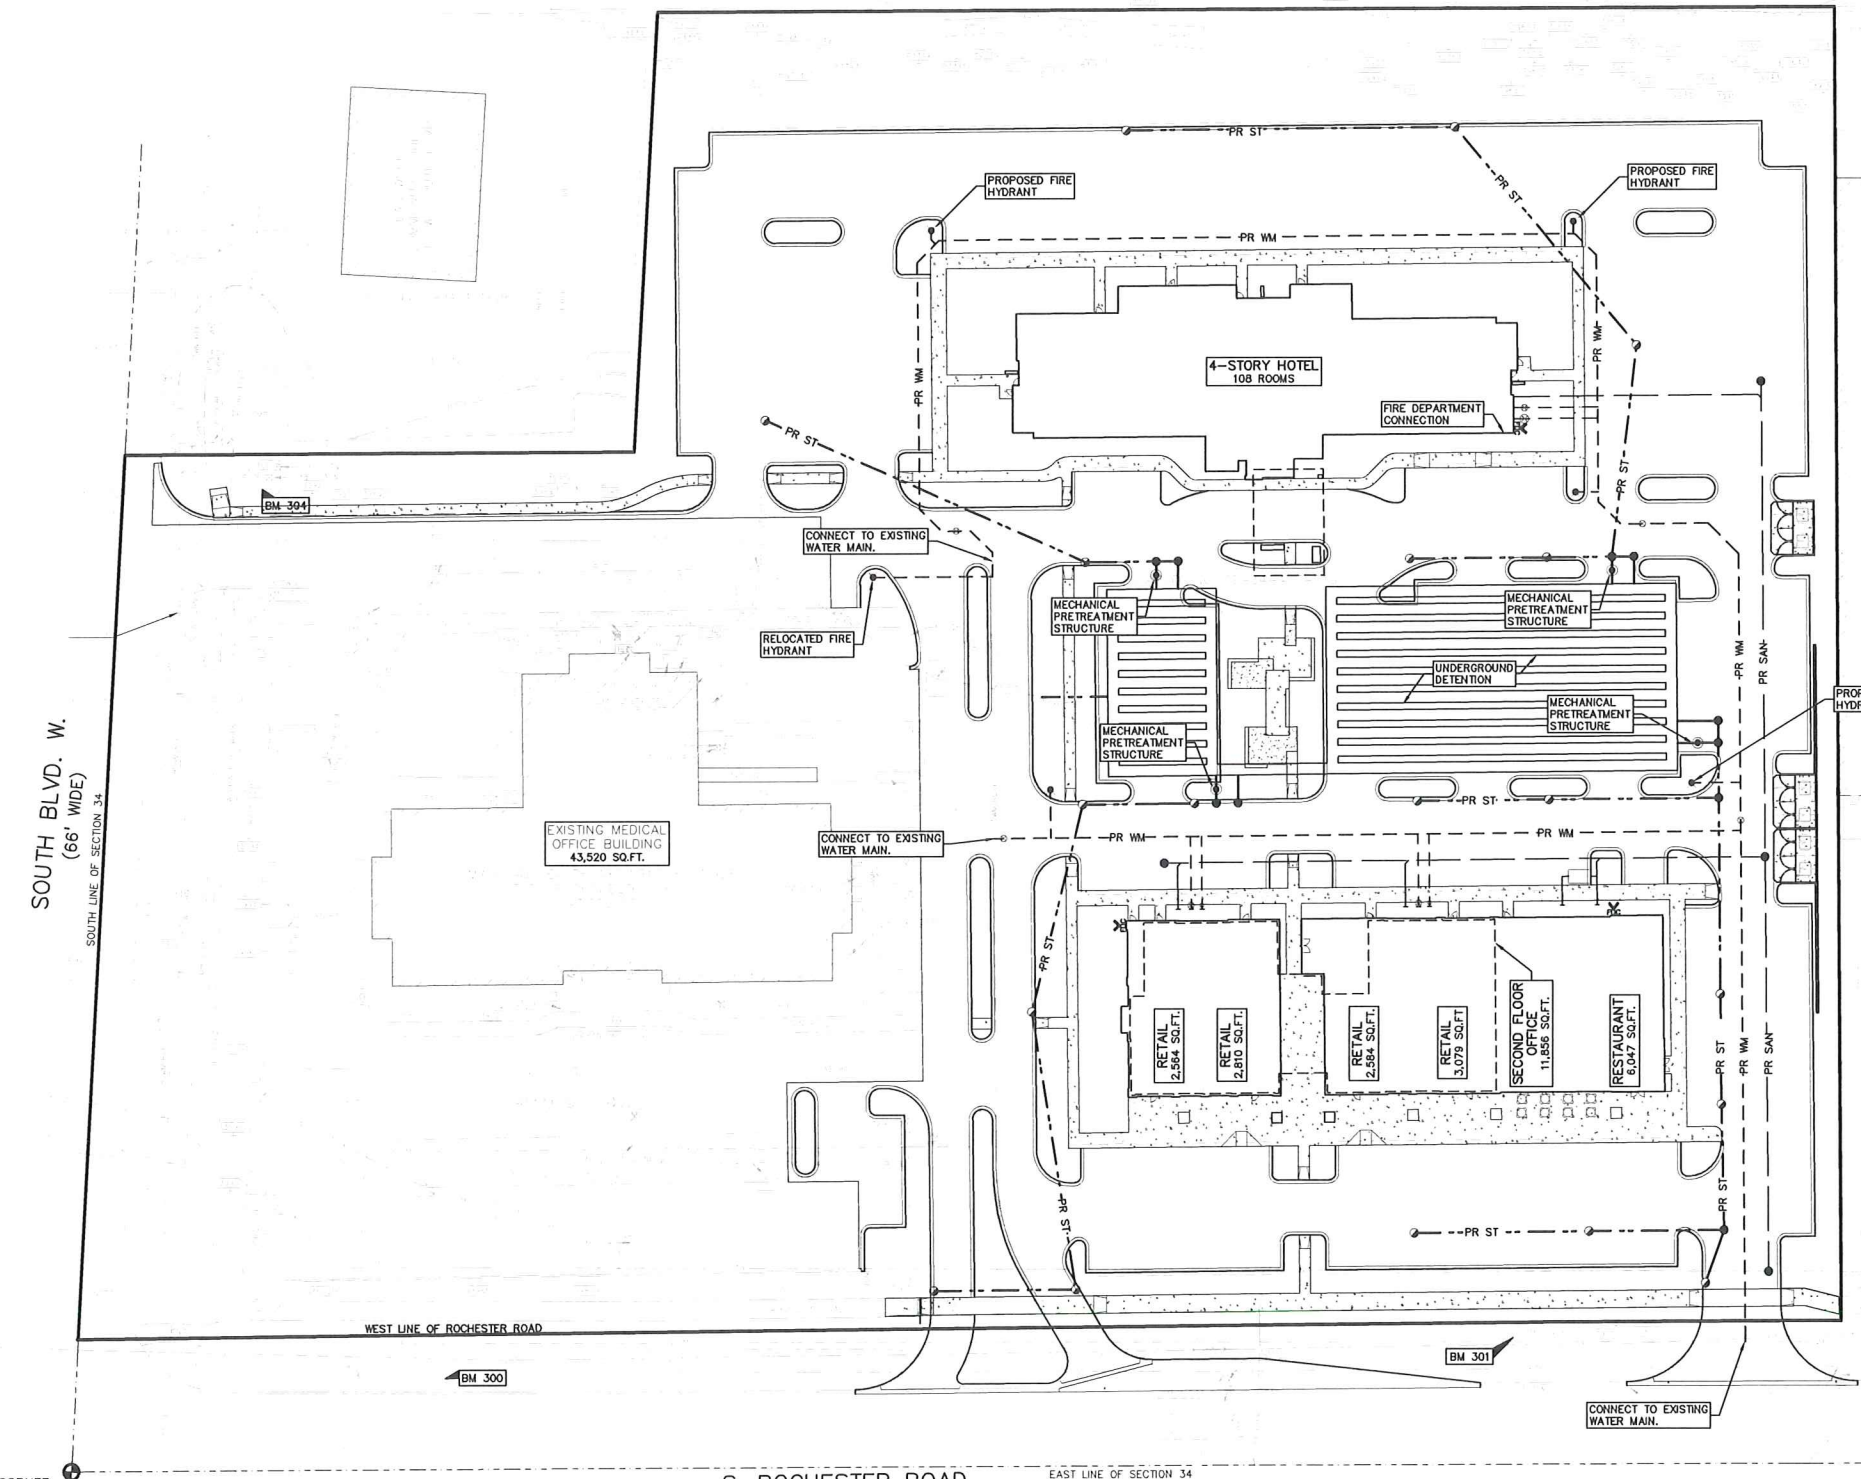 PR ST
PROPOSED FIRE
HYDRANT
PROPOSED FIRE
HYDRANT
PR ST
PR WM
PR WM
PR WM
4-STORY HOTEL
108 ROOMS
FIRE DEPARTMENT
CONNECTION
PR ST
PR ST
BM 304
CONNECT TO EXISTING
WATER MAIN.
RELOCATED FIRE
HYDRANT
MECHANICAL
PRETREATMENT
STRUCTURE
MECHANICAL
PRETREATMENT
STRUCTURE
UNDERGROUND
DETENTION
PR WM
PR SAN
MECHANICAL
PRETREATMENT
STRUCTURE
MECHANICAL
PRETREATMENT
STRUCTURE
SOUTH BLVD. W.
(66' WIDE)
SOUTH LINE OF SECTION 34
PR ST
EXISTING MEDICAL
OFFICE BUILDING
43,520 SQ.FT.
CONNECT TO EXISTING
WATER MAIN.
PR WM
PR WM
FDC
PR ST
RETAIL
2,564 SQ.FT.
RETAIL
2,810 SQ.FT.
RETAIL
2,584 SQ.FT.
RETAIL
3,079 SQ.FT.
SECOND FLOOR
OFFICE
11,856 SQ.FT.
RESTAURANT
6,047 SQ.FT.
PR ST
PR WM
PR SAN
PR ST
PR ST
PR ST
WEST LINE OF ROCHESTER ROAD
BM 300
BM 301
CONNECT TO EXISTING
WATER MAIN.
ROCHESTER ROAD
EAST LINE OF SECTION 34